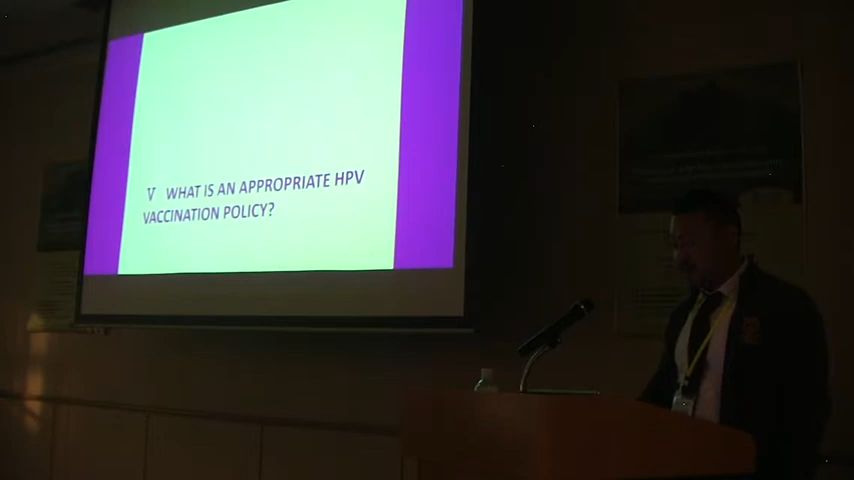 V WHAT IS AN APPROPRIATE HPV
VACCINATION POLICY?